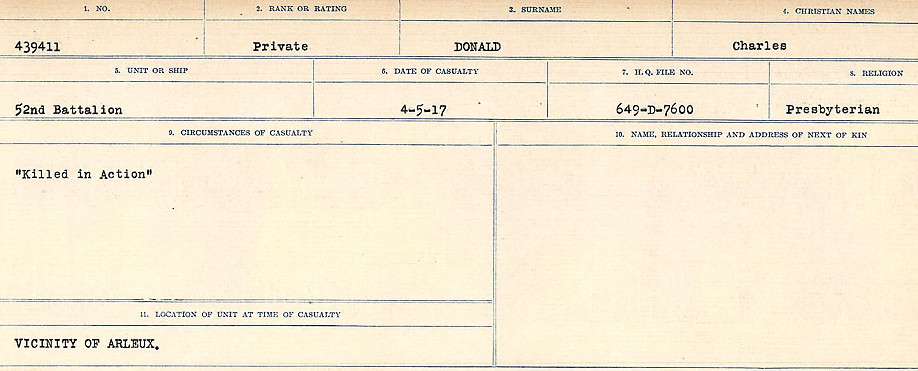 1. NO. 2. RANK OR RATING 3. SURNAME 4. CHRISTIAN NAMES
439411 Private DONALD Charles
5. UNIT OR SHIP 6. DATE OF CASUALTY 7. H.Q. FILE NO. 8. RELIGION
52nd Battalion 4-5-17 649-D-7600 Presbyterian
9. CIRCUMSTANCES OF CASUALTY 10. NAME, RELATIONSHIP AND ADDRESS OF NEXT OF KIN
"Killed in Action"
11. LOCATION OF UNIT AT TIME OF CASUALTY
VICINITY OF ARLEUX.